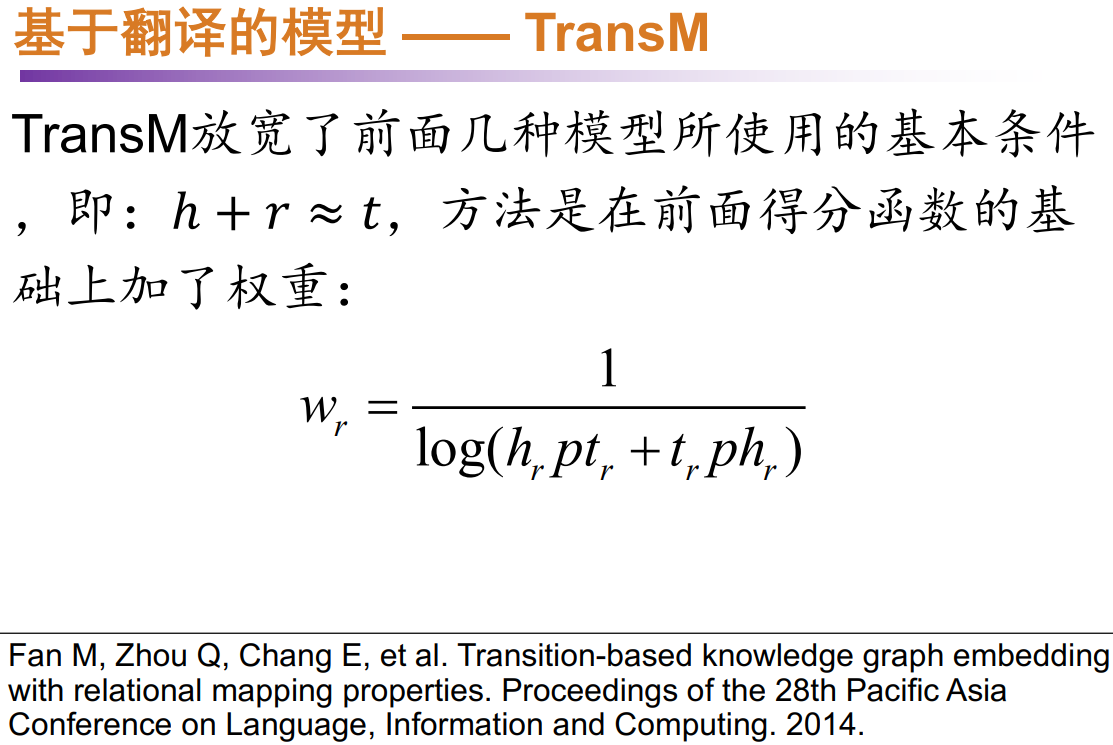 基于翻译的模型 —— TransM
TransM放宽了前面几种模型所使用的基本条件
，即：h + r ≈ t，方法是在前面得分函数的基
础上加了权重：
w_r = 1 / log(h_r pt_r + t_r ph_r)
Fan M, Zhou Q, Chang E, et al. Transition-based knowledge graph embedding
with relational mapping properties. Proceedings of the 28th Pacific Asia
Conference on Language, Information and Computing. 2014.